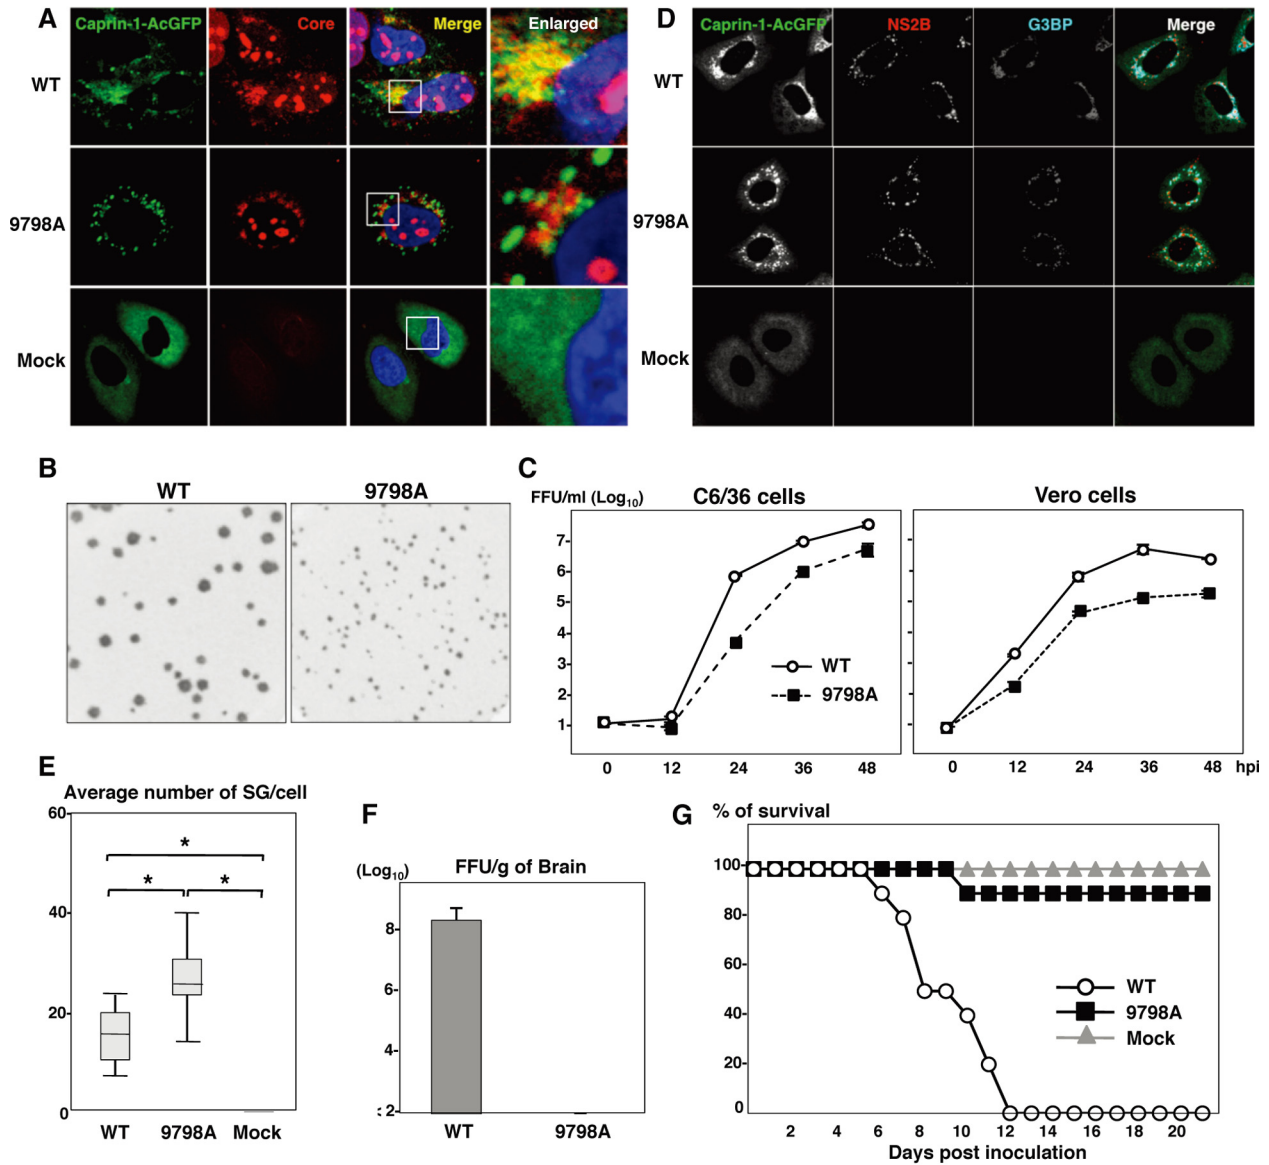 A
Caprin-1-AcGFP Core Merge Enlarged
WT
9798A
Mock
D
Caprin-1-AcGFP NS2B G3BP Merge
WT
9798A
Mock
B
WT 9798A
C
FFU/ml (Log10) C6/36 cells Vero cells
7
6
5
4
3
2
1
WT
9798A
0 12 24 36 48
0 12 24 36 48 hpi
E
Average number of SG/cell
60
40
20
0
* * *
WT 9798A Mock
F
(Log10) FFU/g of Brain
8
6
4
2
WT 9798A
G % of survival
100
80
60
40
20
0
WT
9798A
Mock
2 4 6 8 10 12 14 16 18 20
Days post inoculation